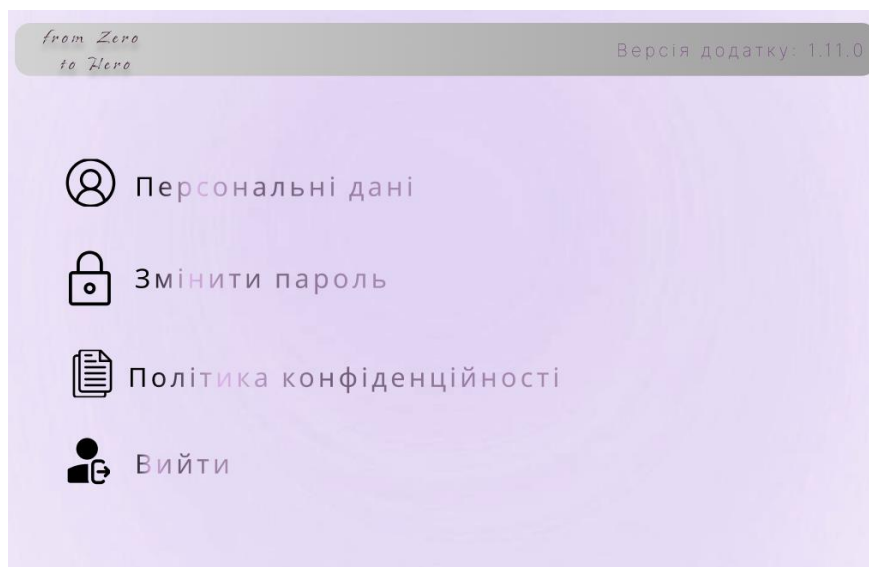 from Zero
to Hero
Версія додатку: 1.11.0
Персональні дані
Змінити пароль
Політика конфіденційності
Вийти